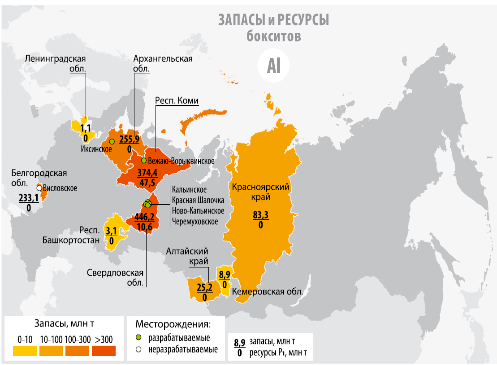 ЗАПАСЫ и РЕСУРСЫ
бокситов
Al
Ленинградская
обл.
Архангельская
обл.
Респ. Коми
1,1
0
255,9
0
Иксинское
Вежаю-Ворыквинское
374,4
47,5
Белгородская
обл.
Висловское
233,1
0
Кальинское
Красная Шапочка
Ново-Кальинское
Черемуховское
446,2
10,6
Красноярский
край
83,3
0
Респ.
Башкортостан
3,1
0
Алтайский
край
8,9
0
25,2
0
Свердловская обл.
Кемеровская обл.
Запасы, млн т
0-10 10-100 100-300 >300
Месторождения:
разрабатываемые
неразрабатываемые
8,9 запасы, млн т
0 ресурсы P₁, млн т